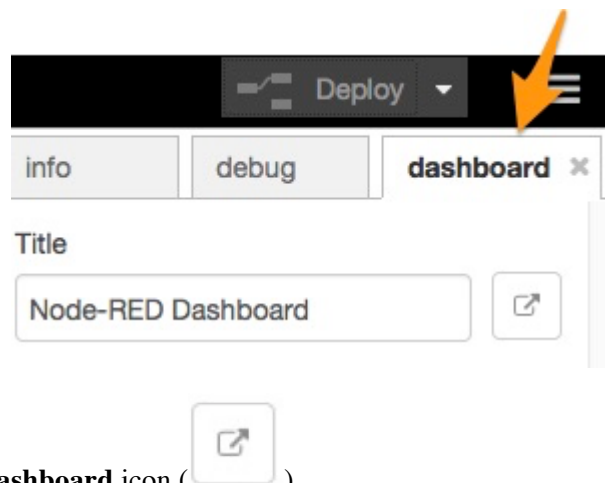 Deploy
info debug dashboard
Title
Node-RED Dashboard
ashboard icon ( )